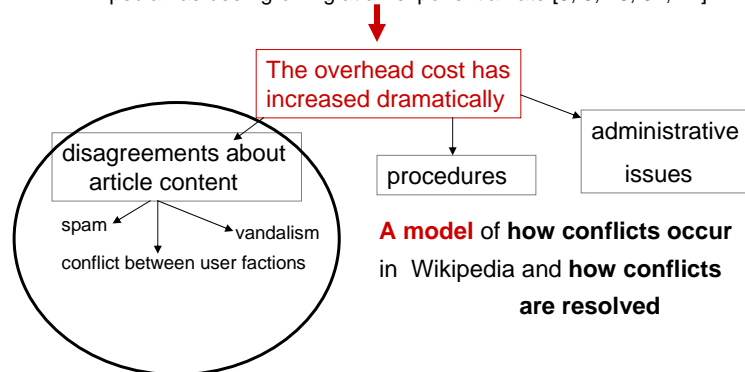 The overhead cost has
increased dramatically
disagreements about
article content
procedures
administrative
issues
spam
vandalism
conflict between user factions
A model of how conflicts occur
in Wikipedia and how conflicts
are resolved